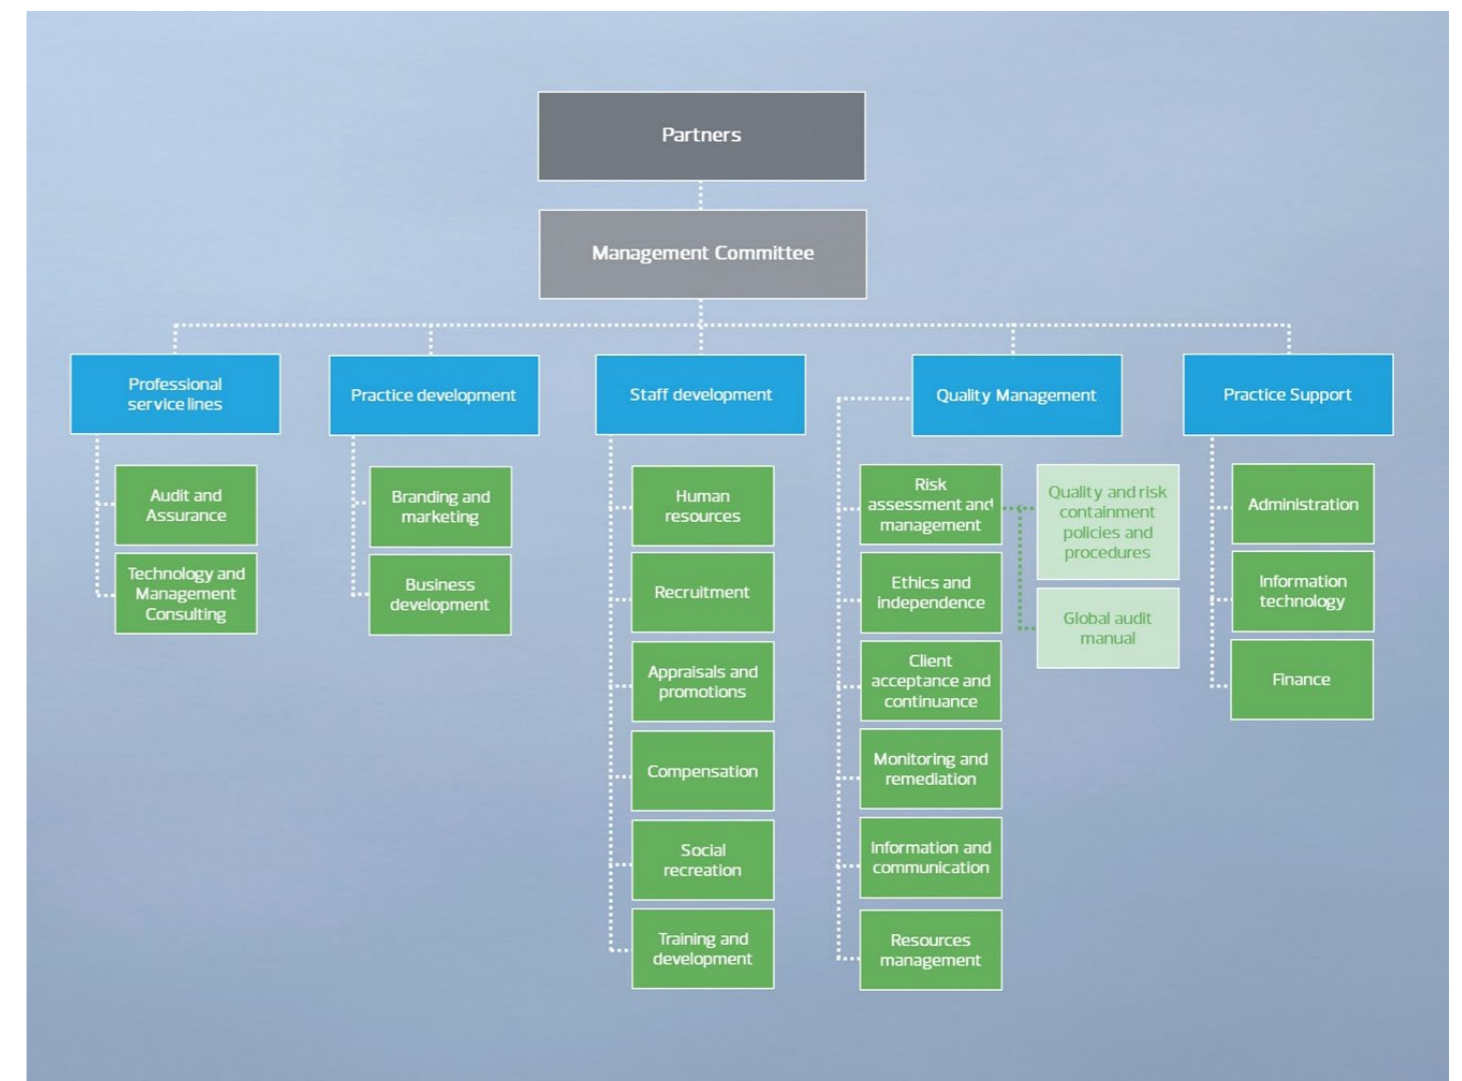 Partners
Management Committee
Professional
service lines
Practice development
Staff development
Quality Management
Practice Support
Audit and
Assurance
Technology and
Management
Consulting
Branding and
marketing
Business
development
Human
resources
Recruitment
Appraisals and
promotions
Compensation
Social
recreation
Training and
development
Risk
assessment and
management
Ethics and
independence
Client
acceptance and
continuance
Monitoring and
remediation
Information and
communication
Resources
management
Quality and risk
containment
policies and
procedures
Global audit
manual
Administration
Information
technology
Finance